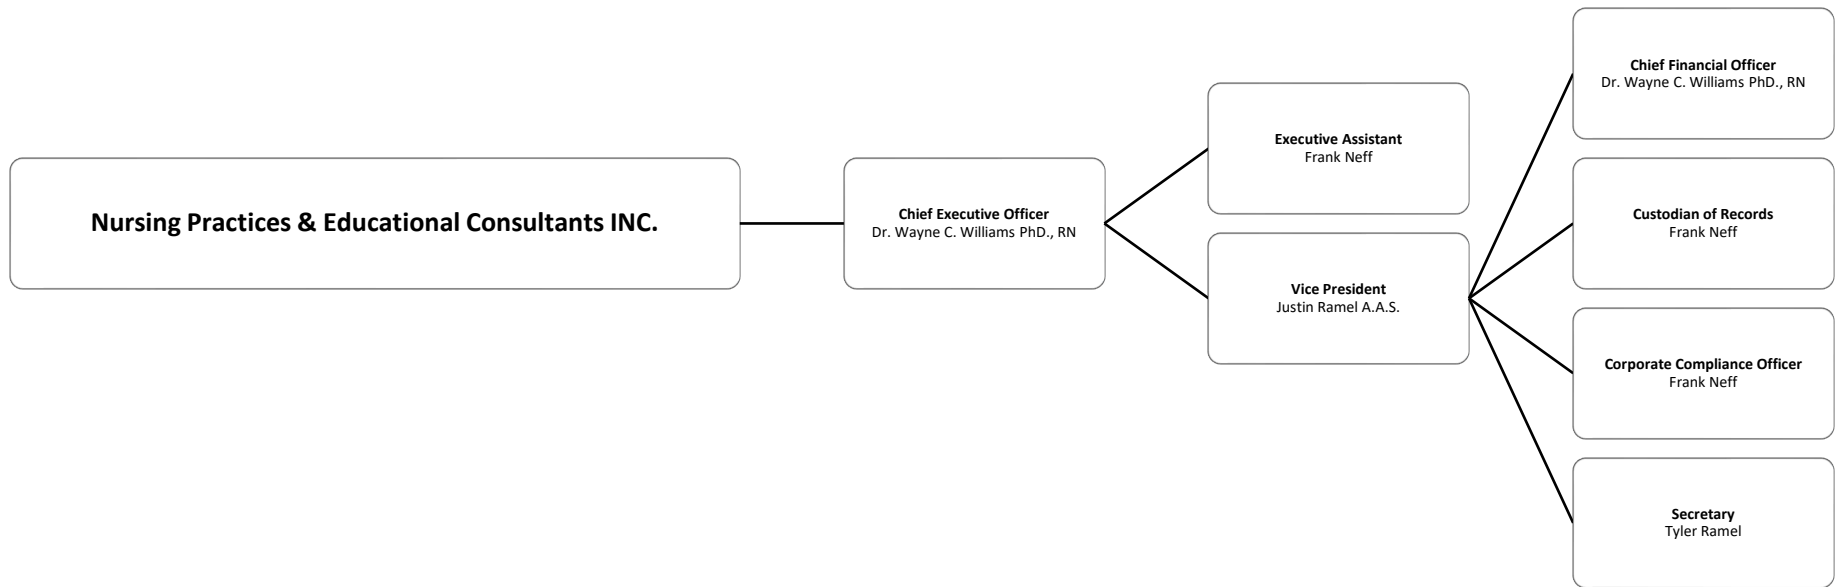 Nursing Practices & Educational Consultants INC.
Chief Executive Officer
Dr. Wayne C. Williams PhD., RN
Executive Assistant
Frank Neff
Vice President
Justin Ramel A.A.S.
Chief Financial Officer
Dr. Wayne C. Williams PhD., RN
Custodian of Records
Frank Neff
Corporate Compliance Officer
Frank Neff
Secretary
Tyler Ramel